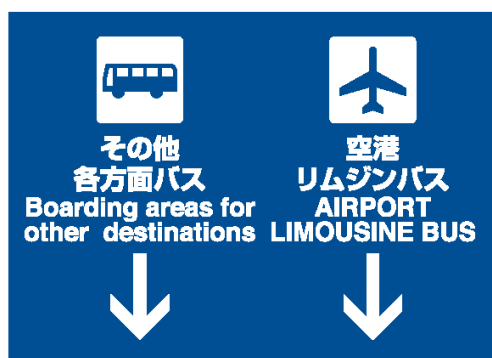 その他
各方面バス
Boarding areas for
other destinations
空港
リムジンバス
AIRPORT
LIMOUSINE BUS